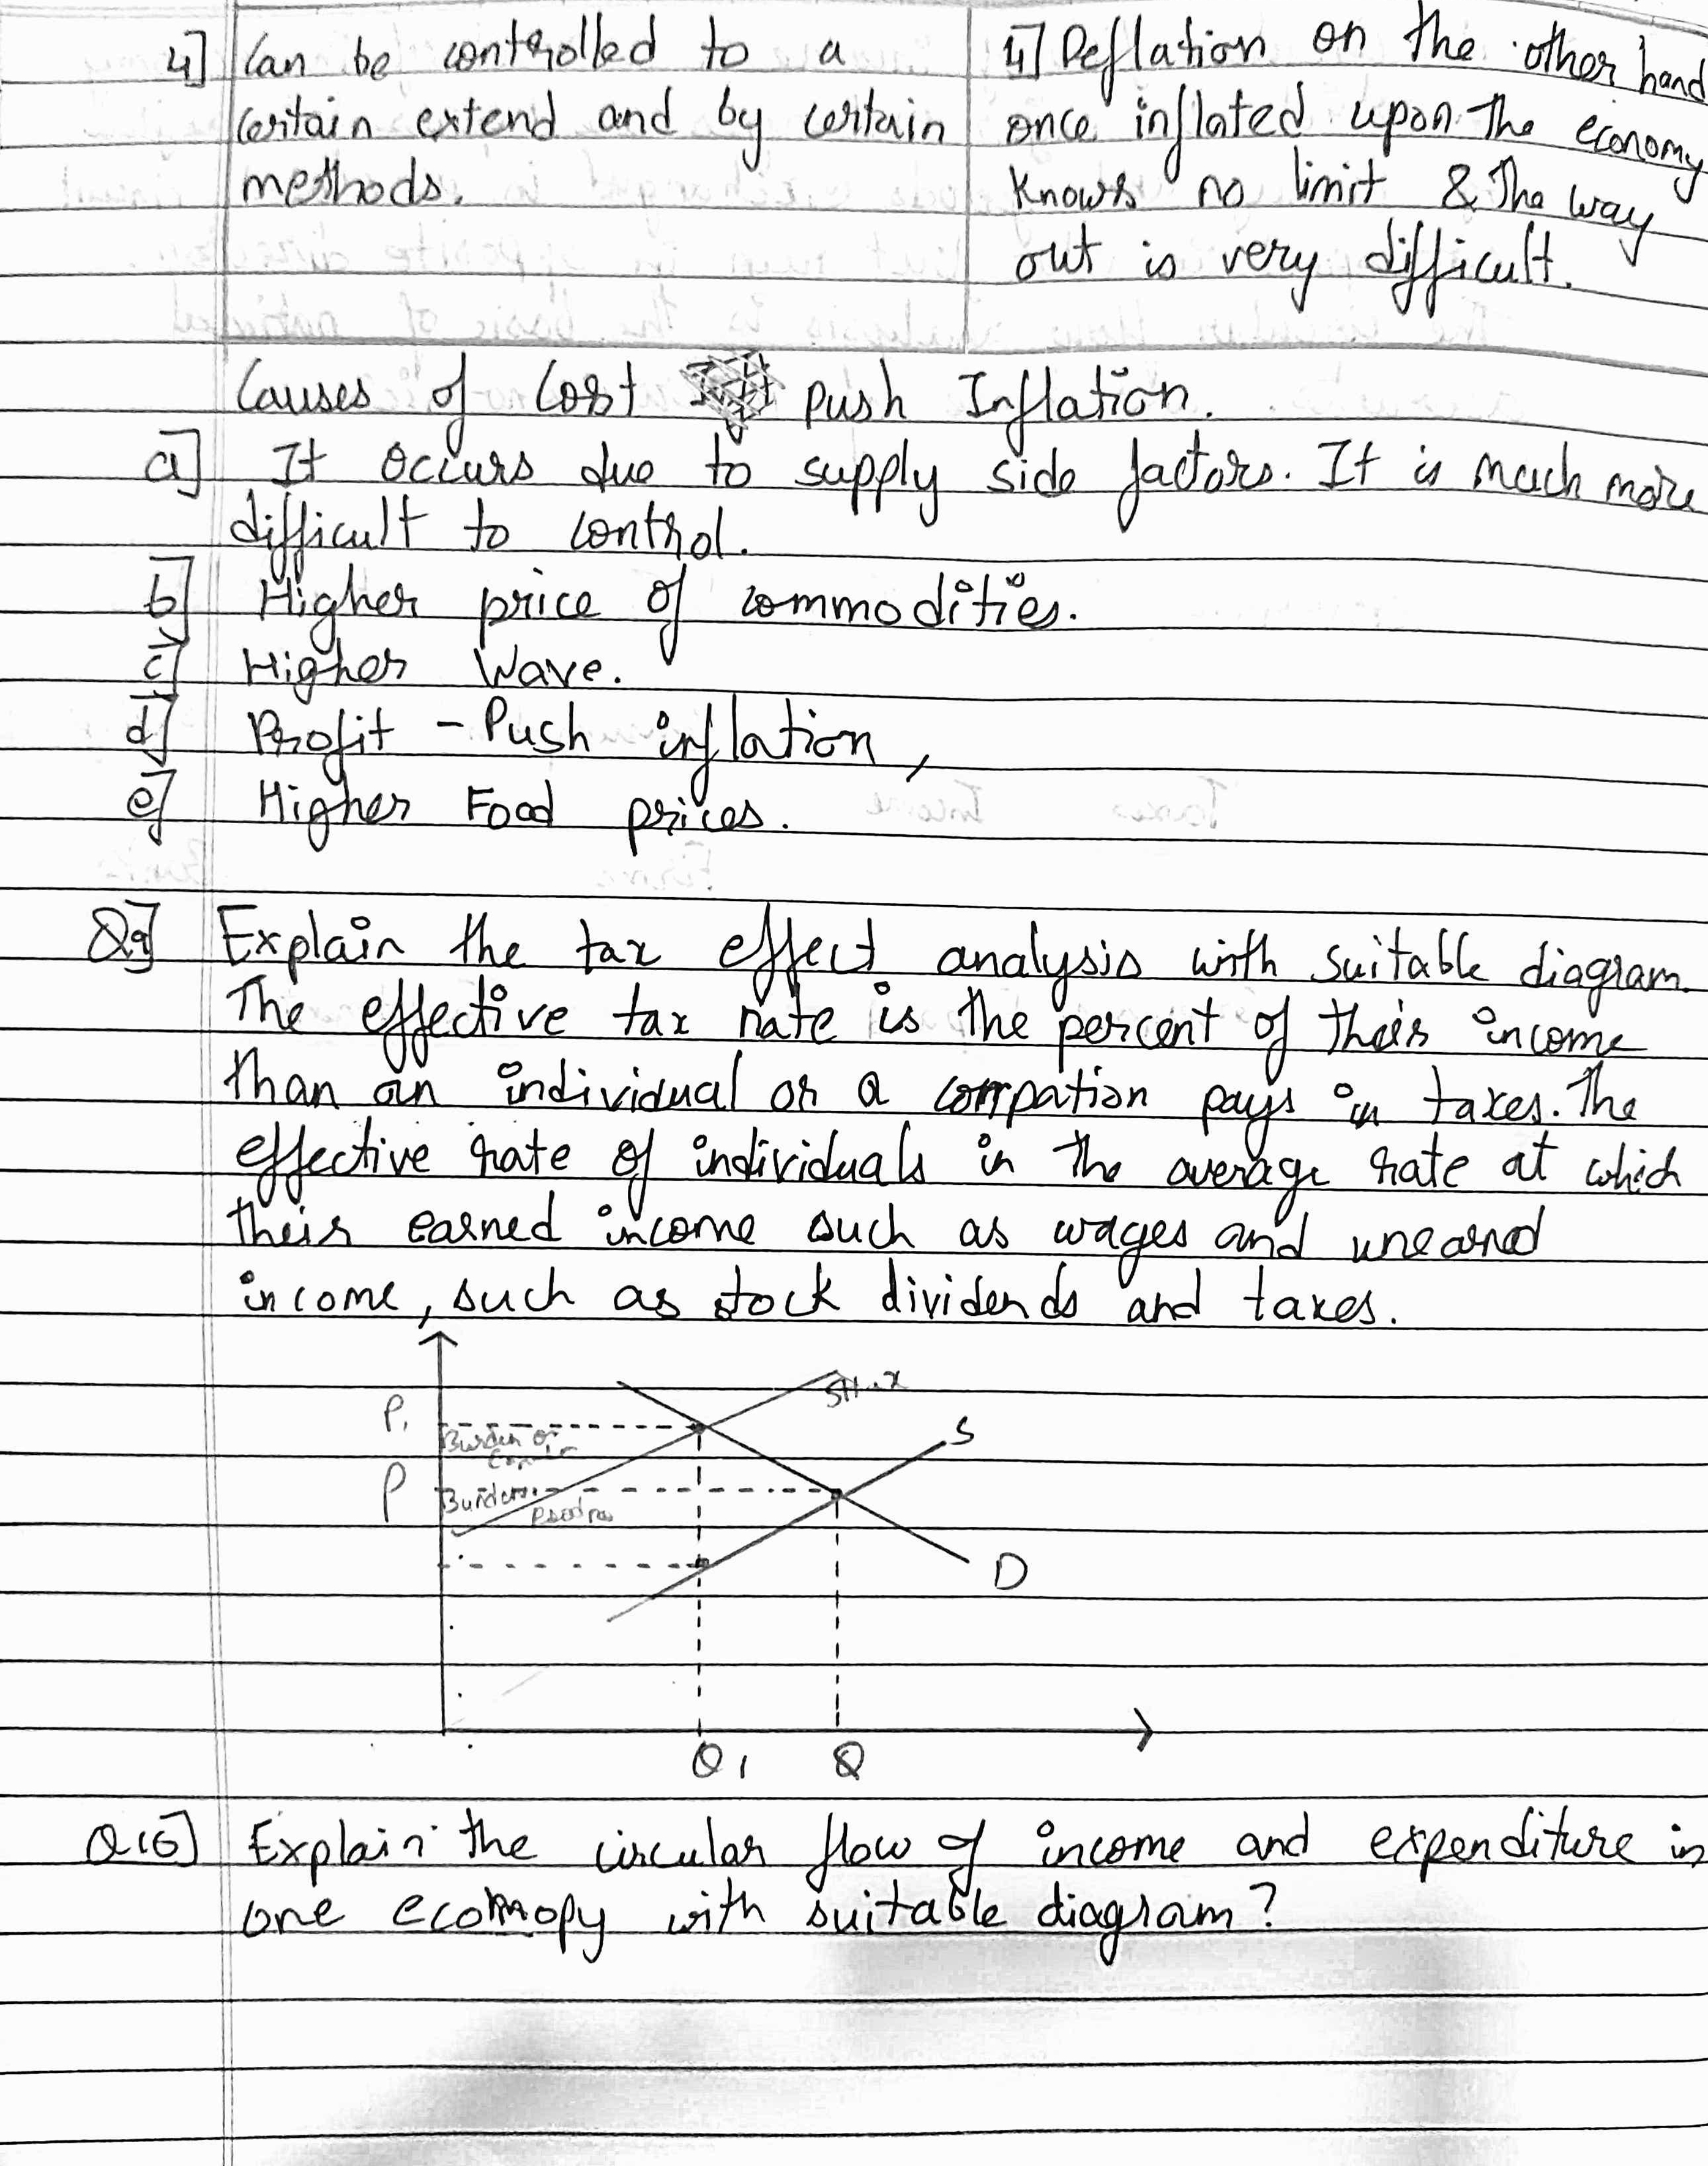 4] Can be controlled to a
certain extend and by certain
methods.
4] Deflation on the other hand
once inflated upon the economy
knows no limit & the way
out is very difficult.
Causes of Cost Push Inflation.
a] It occurs due to supply side factors. It is much more
difficult to control.
b] Higher price of commodities.
c] Higher Wave.
d] Profit - Push inflation,
e] Higher Food prices.
Q9] Explain the tax effect analysis with suitable diagram.
The effective tax rate is the percent of their income
than an individual or a corpation pays in taxes. The
effective rate of individuals in the average rate at which
their earned income such as wages and unearnd
income, such as stock dividends and taxes.
S
P1
Burden of
P
Burden
D
Q1 Q
Explain the circular flow of income and expenditure in
one with suitable diagram?